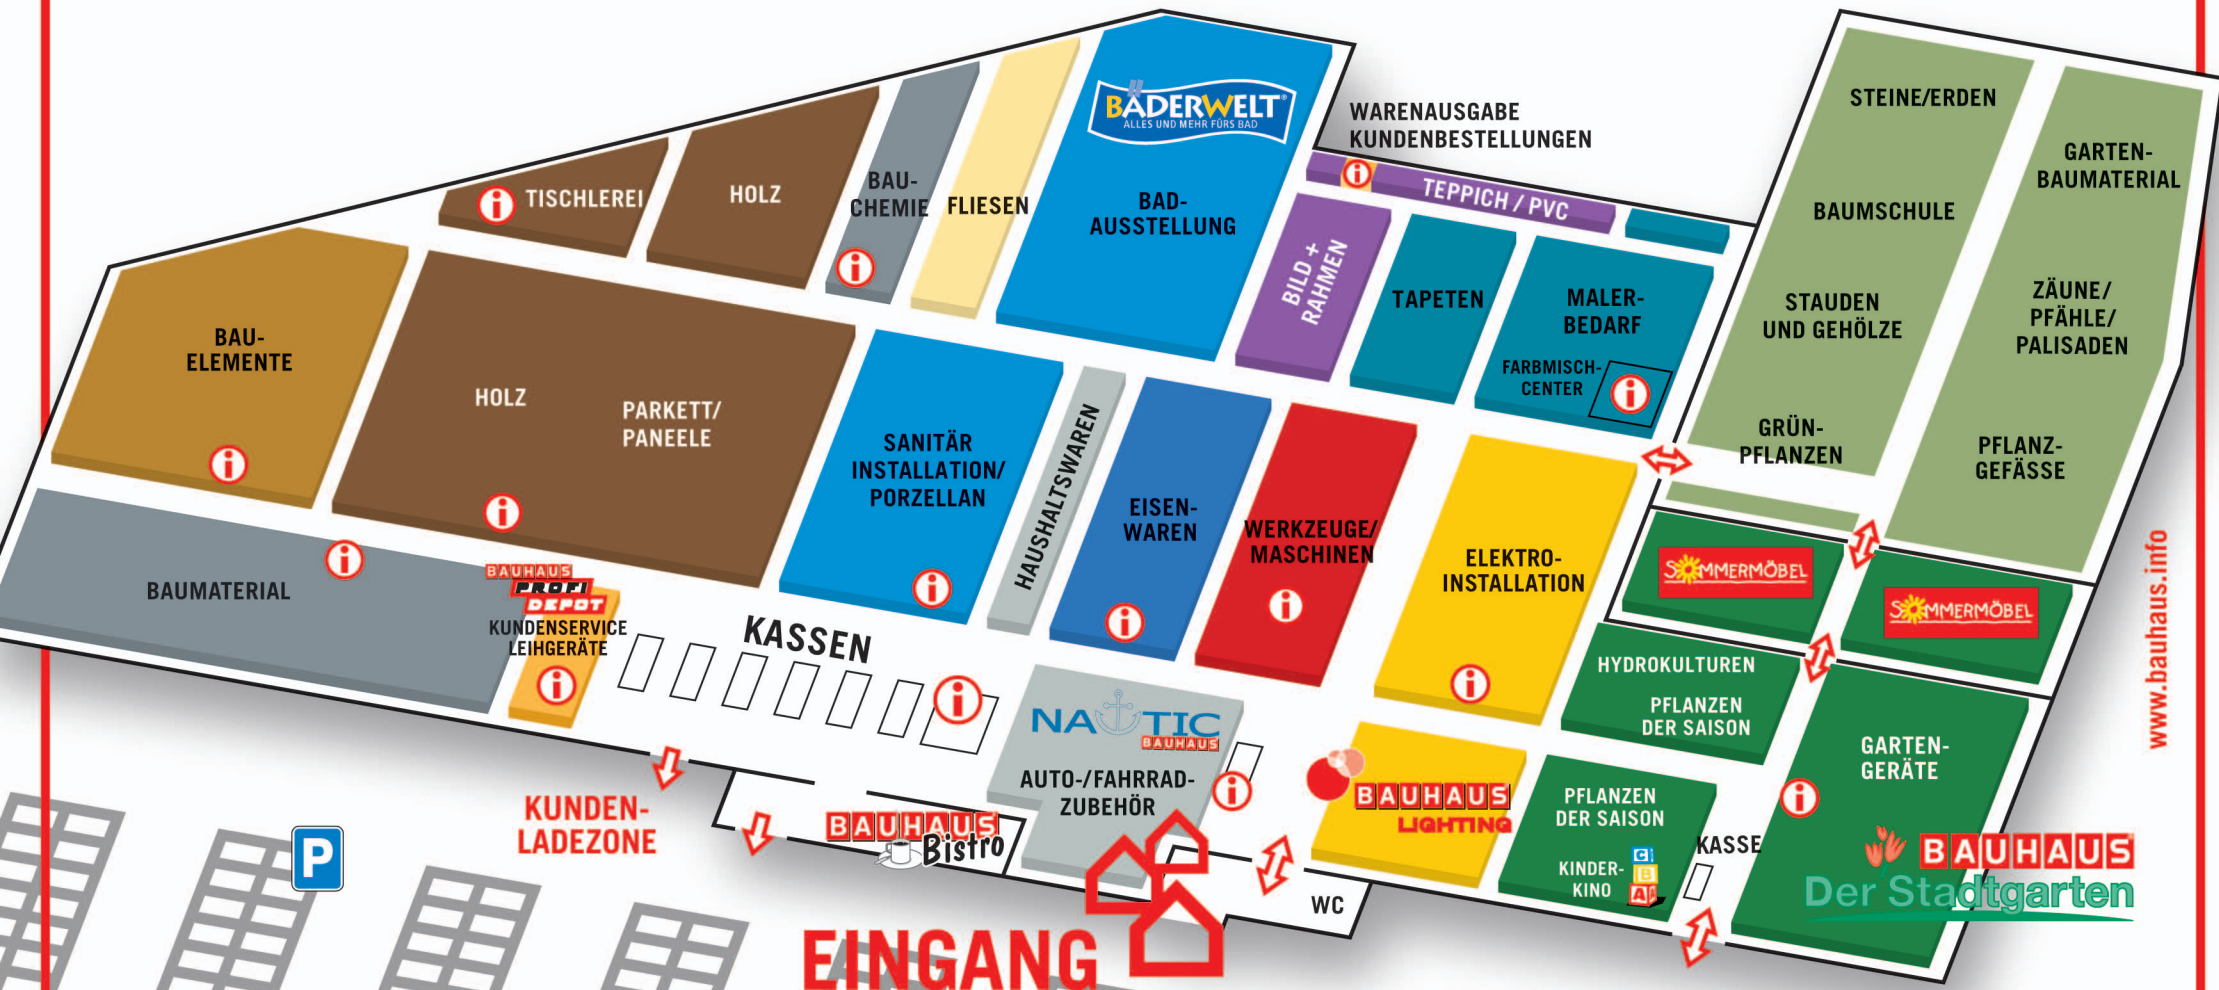 BÄDERWELT®
ALLES UND MEHR FÜRS BAD
BAD-
AUSSTELLUNG
WARENAUSGABE
KUNDENBESTELLUNGEN
i
TEPPICH / PVC
STEINE/ERDEN
GARTEN-
BAUMATERIAL
BAUMSCHULE
STAUDEN
UND GEHÖLZE
ZÄUNE/
PFÄHLE/
PALISADEN
GRÜN-
PFLANZEN
PFLANZ-
GEFÄSSE
i
TISCHLEREI
HOLZ
BAU-
CHEMIE
i
FLIESEN
BILD +
RAHMEN
TAPETEN
MALER-
BEDARF
FARBMISCH-
CENTER
i
BAU-
ELEMENTE
i
HOLZ
PARKETT/
PANEELE
i
SANITÄR
INSTALLATION/
PORZELLAN
i
HAUSHALTSWAREN
EISEN-
WAREN
i
WERKZEUGE/
MASCHINEN
i
ELEKTRO-
INSTALLATION
i
SOMMERMÖBEL
SOMMERMÖBEL
www.bauhaus.info
BAUMATERIAL
i
BAUHAUS
PROFI
DEPOT
KUNDENSERVICE
LEIHGERÄTE
i
KASSEN
i
NAUTIC
BAUHAUS
AUTO-/FAHRRAD-
ZUBEHÖR
i
BAUHAUS
LIGHTING
HYDROKULTUREN
PFLANZEN
DER SAISON
PFLANZEN
DER SAISON
KINDER-
KINO
C
B
A
KASSE
GARTEN-
GERÄTE
i
BAUHAUS
Der Stadtgarten
KUNDEN-
LADEZONE
P
BAUHAUS
Bistro
WC
EINGANG